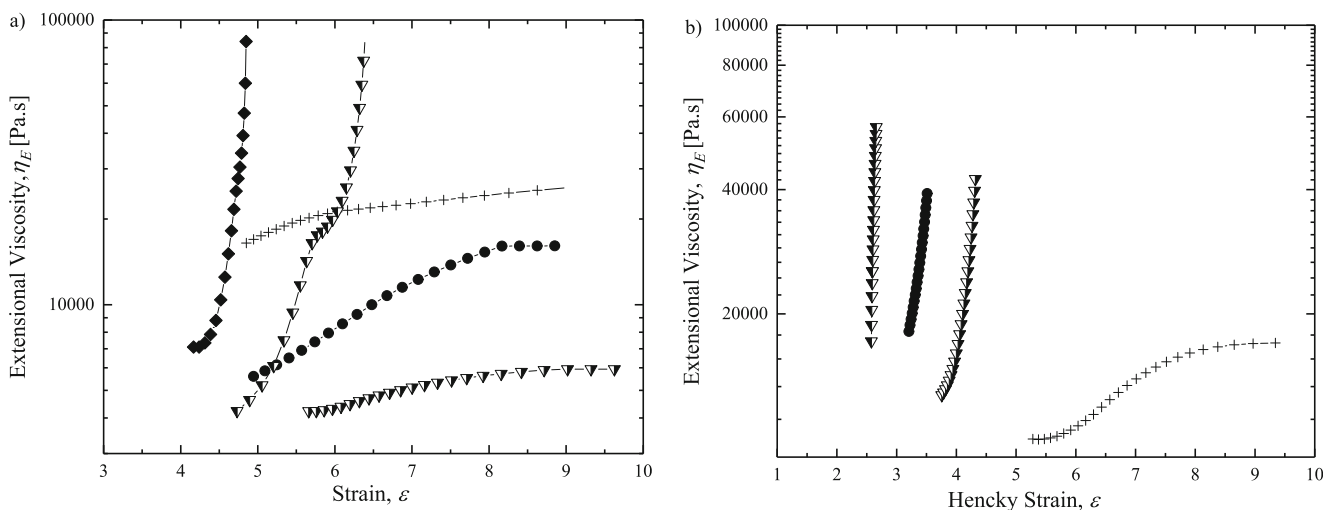 a)
100000
10000
Extensional Viscosity, η_E [Pa.s]
3 4 5 6 7 8 9 10
Strain, ε
b)
100000
80000
60000
40000
20000
Extensional Viscosity, η_E [Pa.s]
1 2 3 4 5 6 7 8 9 10
Hencky Strain, ε